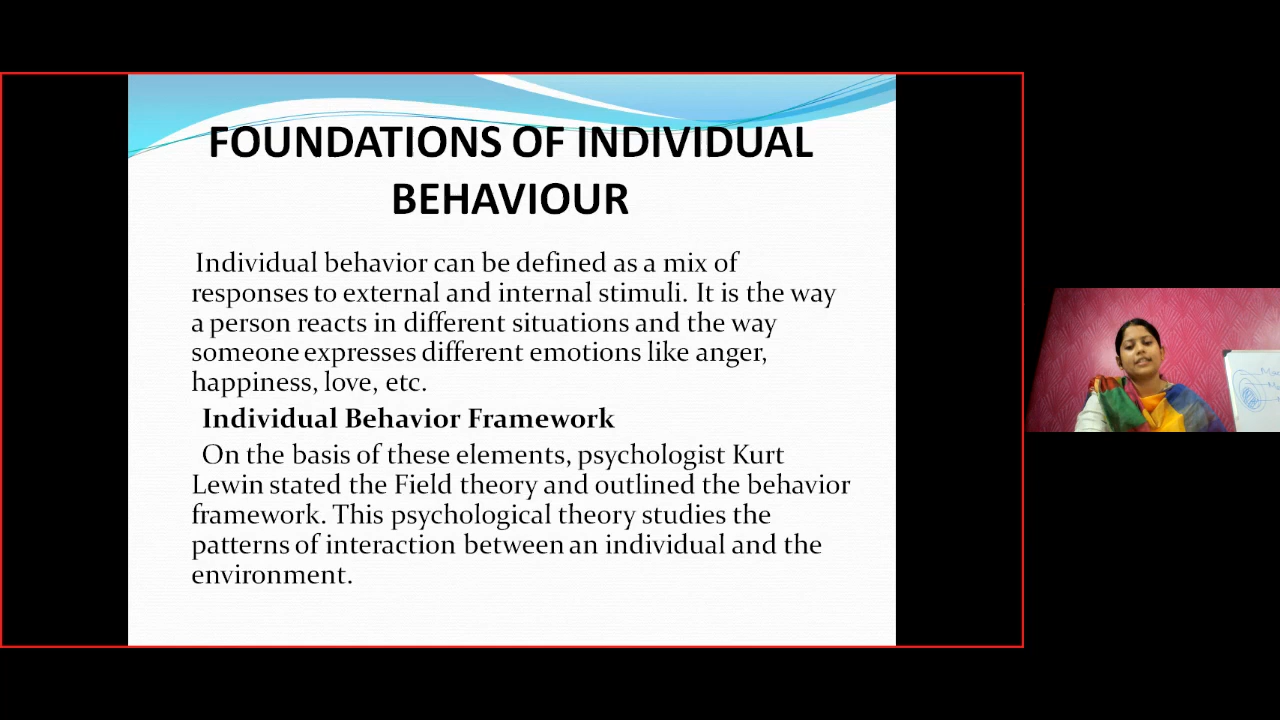 FOUNDATIONS OF INDIVIDUAL
BEHAVIOUR
Individual behavior can be defined as a mix of
responses to external and internal stimuli. It is the way
a person reacts in different situations and the way
someone expresses different emotions like anger,
happiness, love, etc.
Individual Behavior Framework
On the basis of these elements, psychologist Kurt
Lewin stated the Field theory and outlined the behavior
framework. This psychological theory studies the
patterns of interaction between an individual and the
environment.